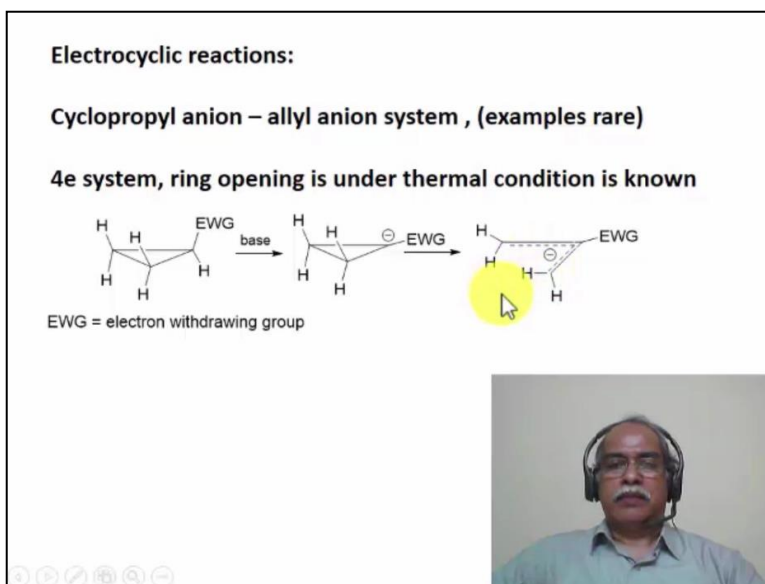 Electrocyclic reactions:
Cyclopropyl anion – allyl anion system , (examples rare)
4e system, ring opening is under thermal condition is known
H H EWG H H base H
H H ⊖ EWG H H
H H ⊖ EWG H H
EWG = electron withdrawing group